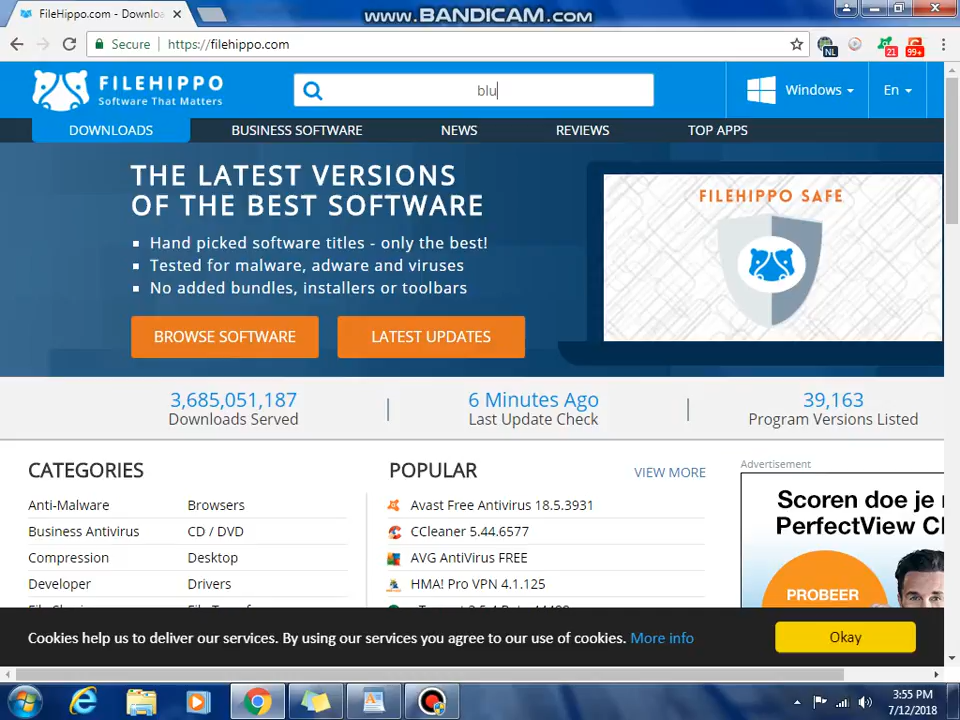 www.BANDICAM.com
FileHippo.com - Downloa
Secure
https://filehippo.com
NL
21
99+
FILEHIPPO
Software That Matters
blu
Windows
En
DOWNLOADS
BUSINESS SOFTWARE
NEWS
REVIEWS
TOP APPS
THE LATEST VERSIONS
OF THE BEST SOFTWARE
Hand picked software titles - only the best!
Tested for malware, adware and viruses
No added bundles, installers or toolbars
BROWSE SOFTWARE
LATEST UPDATES
FILEHIPPO SAFE
3,685,051,187
Downloads Served
6 Minutes Ago
Last Update Check
39,163
Program Versions Listed
CATEGORIES
Anti-Malware
Browsers
Business Antivirus
CD / DVD
Compression
Desktop
Developer
Drivers
POPULAR
VIEW MORE
Avast Free Antivirus 18.5.3931
CCleaner 5.44.6577
AVG AntiVirus FREE
HMA! Pro VPN 4.1.125
Advertisement
Scoren doe je
PerfectView
PROBEER
Cookies help us to deliver our services. By using our services you agree to our use of cookies. More info
Okay
3:55 PM
7/12/2018